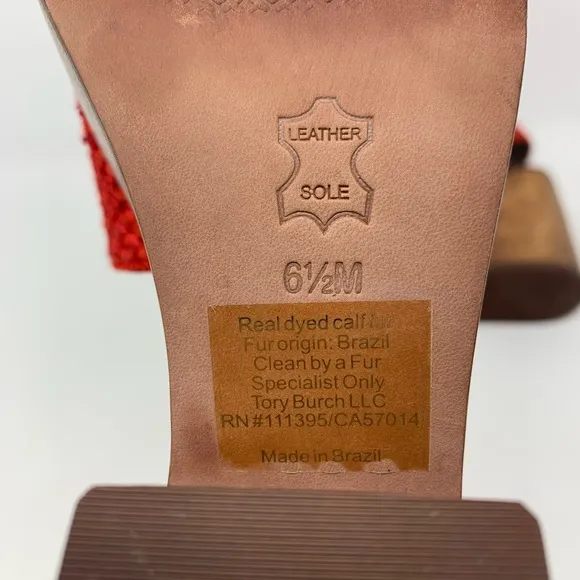 LEATHER
SOLE
6½M
Real dyed calf fur
Fur origin: Brazil
Clean by a Fur
Specialist Only
Tory Burch LLC
RN#111395/CA57014
Made in Brazil